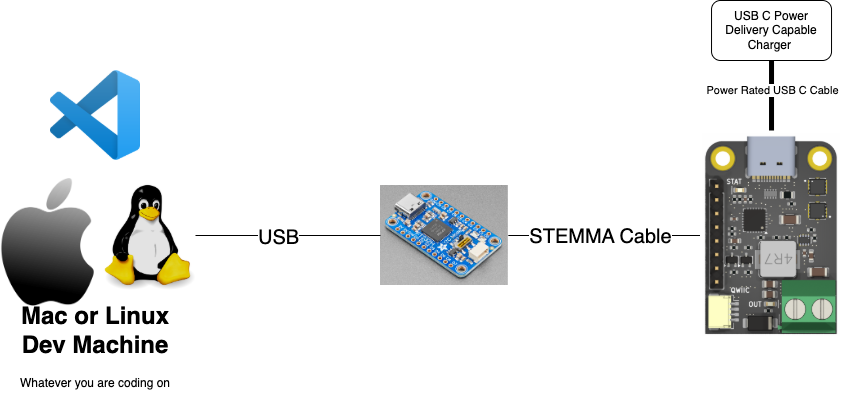 USB C Power
Delivery Capable
Charger
Power Rated USB C Cable
STAT
USB
STEMMA Cable
4R7
QWIIC
OUT
Mac or Linux
Dev Machine
Whatever you are coding on